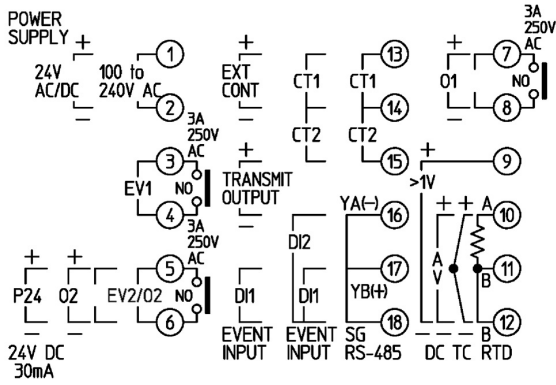 POWER
SUPPLY
+ + + + 3A
250V
AC
24V
AC/DC
100 to
240V AC
1
EXT
CONT
CT1 CT1
13
O1
7
NO
2
14
8
3A
250V
AC
CT2 CT2
3
EV1
NO
4
+
TRANSMIT
OUTPUT
15
+
9
>1V
3A
250V
AC
YA(−)
16
+ + A
10
DI2
+ +
P24 O2 EV2/O2
5
NO
6
DI1 DI1
YB(+)
17
A
V
B
11
18
B
12
24V DC
30mA
EVENT
INPUT
EVENT
INPUT
SG
RS-485
DC TC RTD